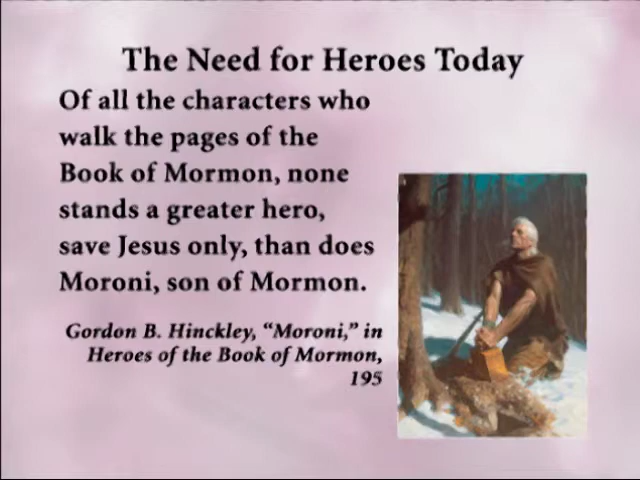 The Need for Heroes Today
Of all the characters who
walk the pages of the
Book of Mormon, none
stands a greater hero,
save Jesus only, than does
Moroni, son of Mormon.
Gordon B. Hinckley, “Moroni,” in
Heroes of the Book of Mormon,
195